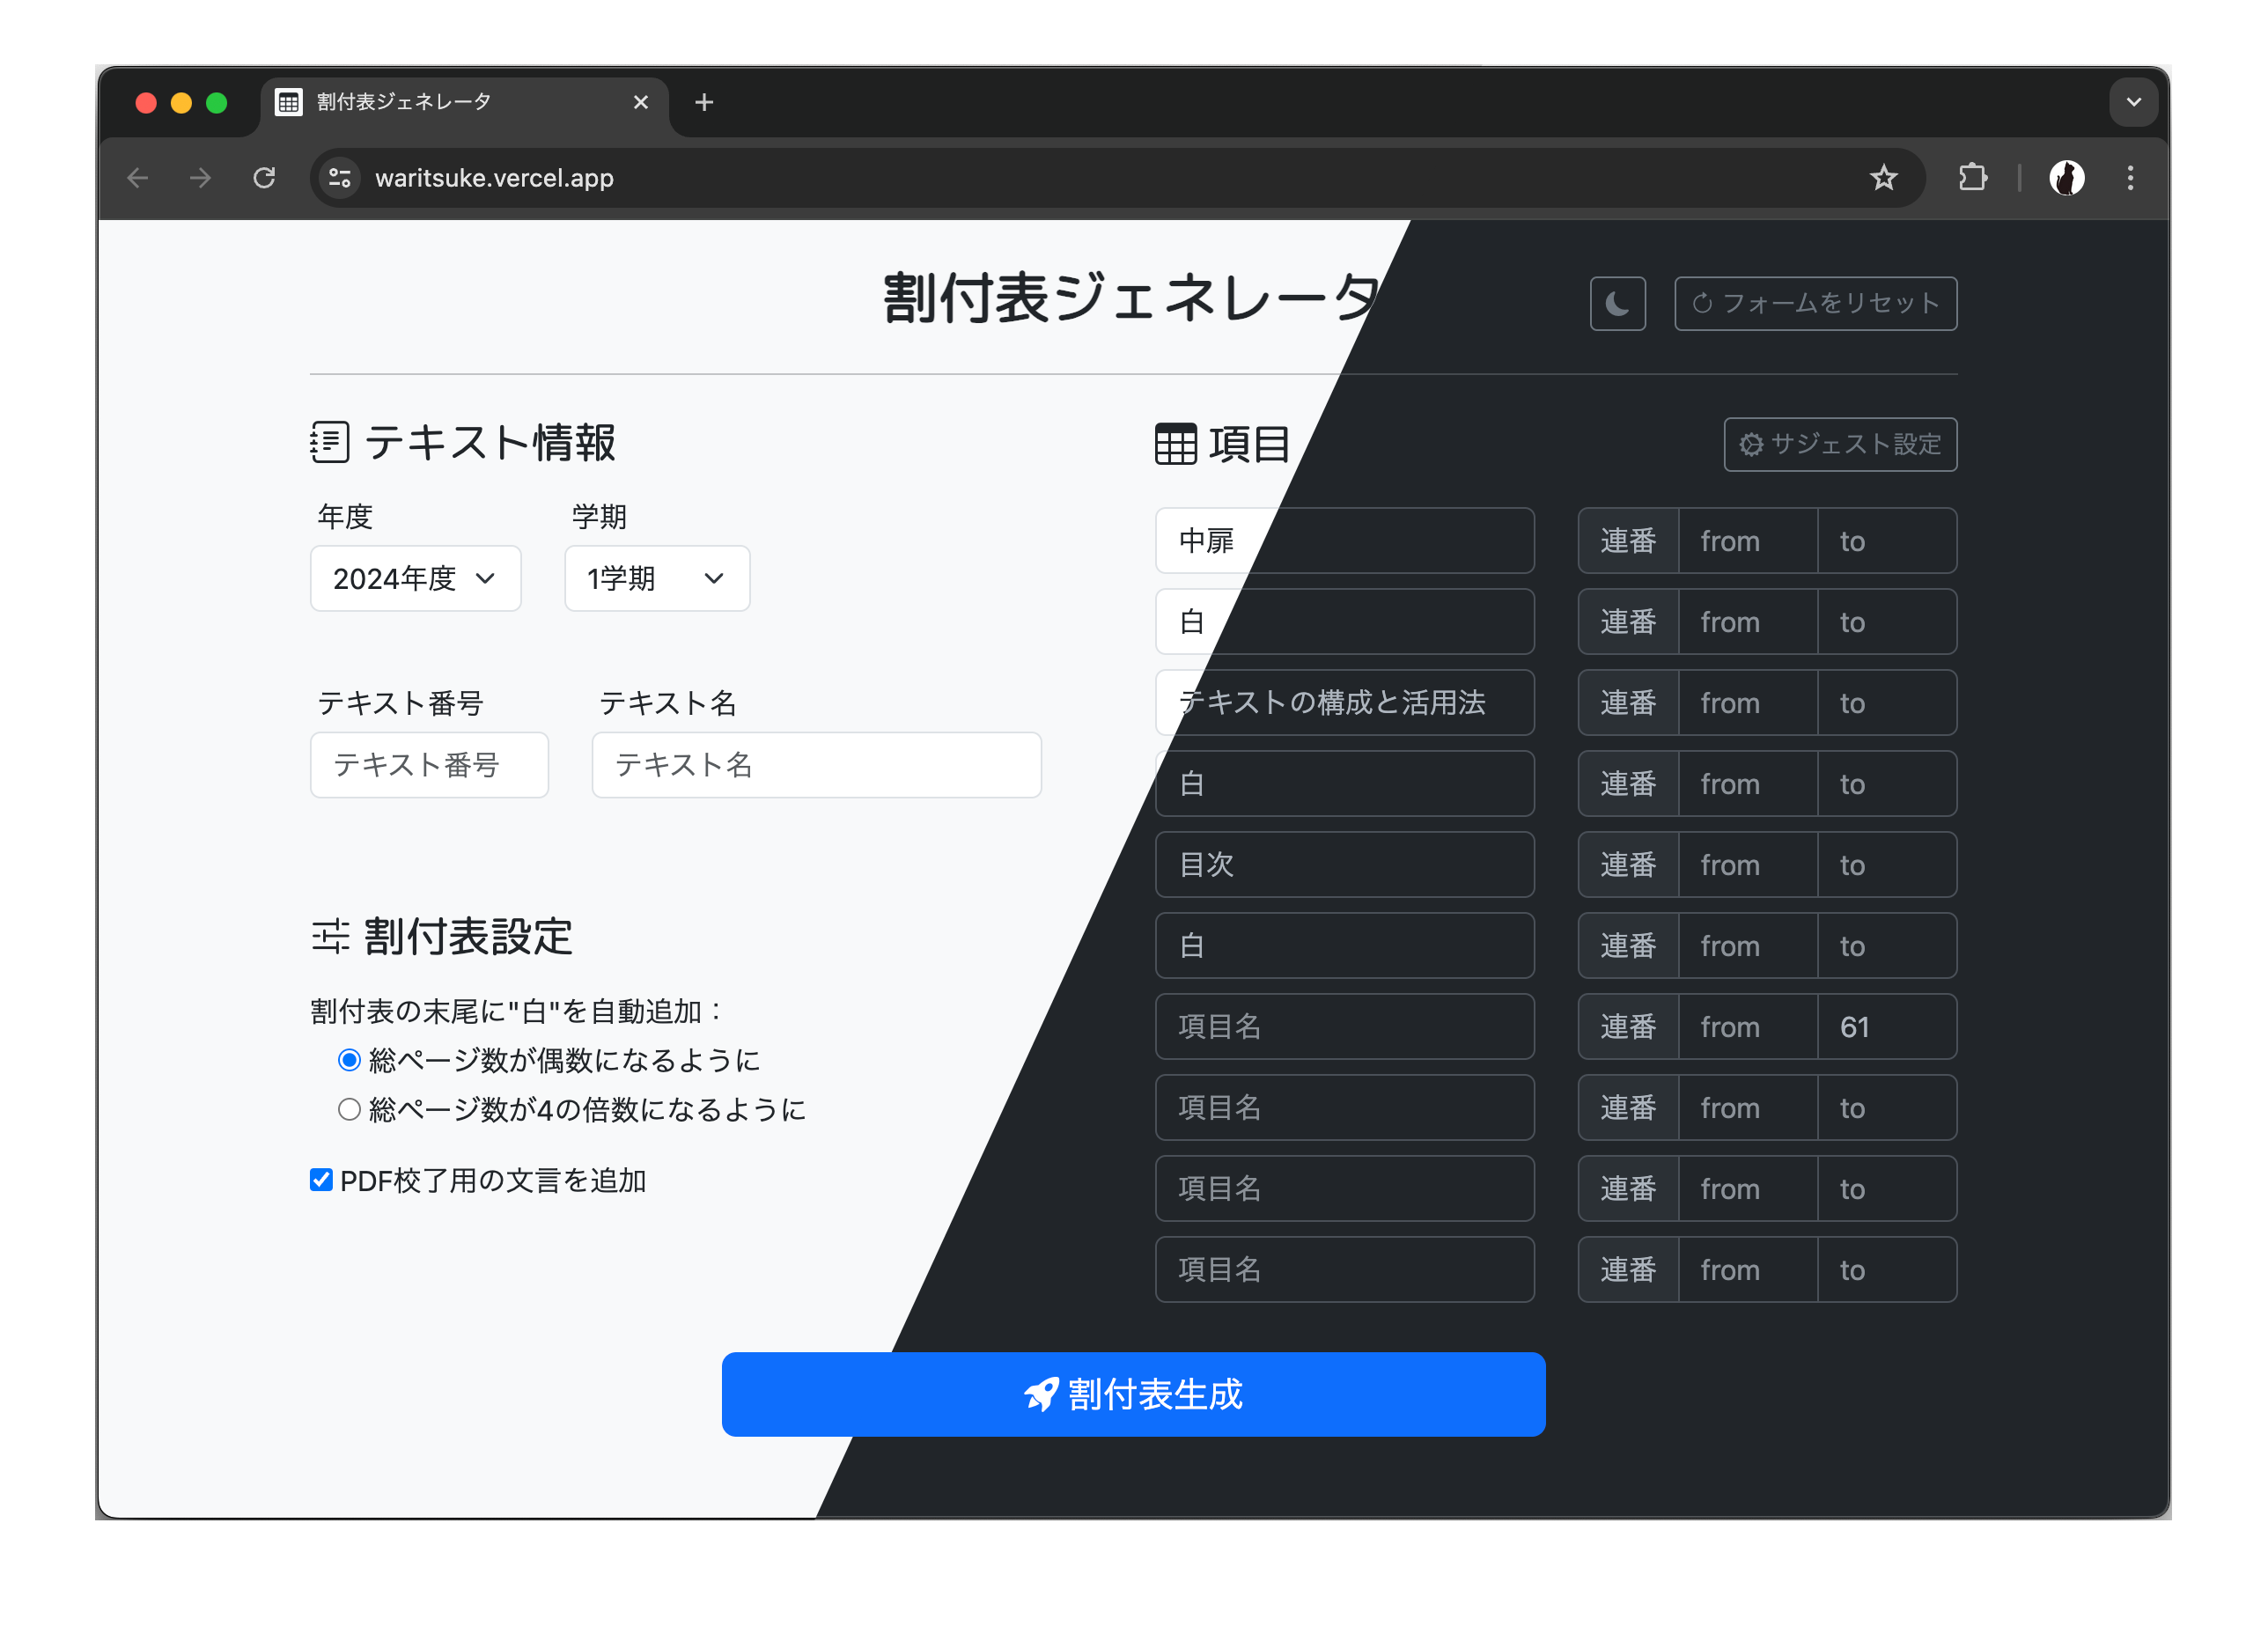 割付表ジェネレータ
waritsuke.vercel.app
割付表ジェネレータ
フォームをリセット
テキスト情報
年度
学期
2024年度
1学期
テキスト番号
テキスト名
テキスト番号
テキスト名
割付表設定
割付表の末尾に"白"を自動追加：
総ページ数が偶数になるように
総ページ数が4の倍数になるように
PDF校了用の文言を追加
項目
サジェスト設定
中扉 連番 from to
白 連番 from to
テキストの構成と活用法 連番 from to
白 連番 from to
目次 連番 from to
白 連番 from to
項目名 連番 from 61
項目名 連番 from to
項目名 連番 from to
項目名 連番 from to
割付表生成